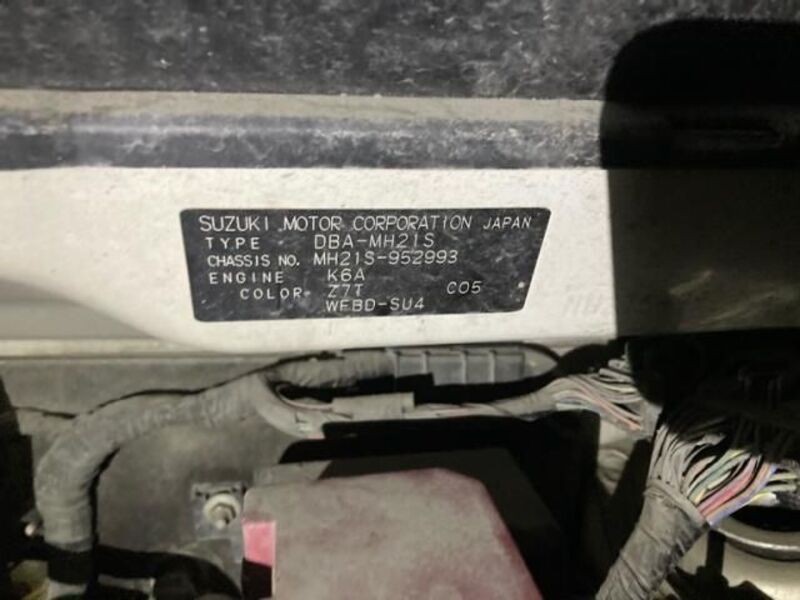 SUZUKI MOTOR CORPORATION JAPAN
TYPE DBA-MH21S
CHASSIS NO. MH21S-952993
ENGINE K6A
COLOR Z7T C05
WFBD-SU4